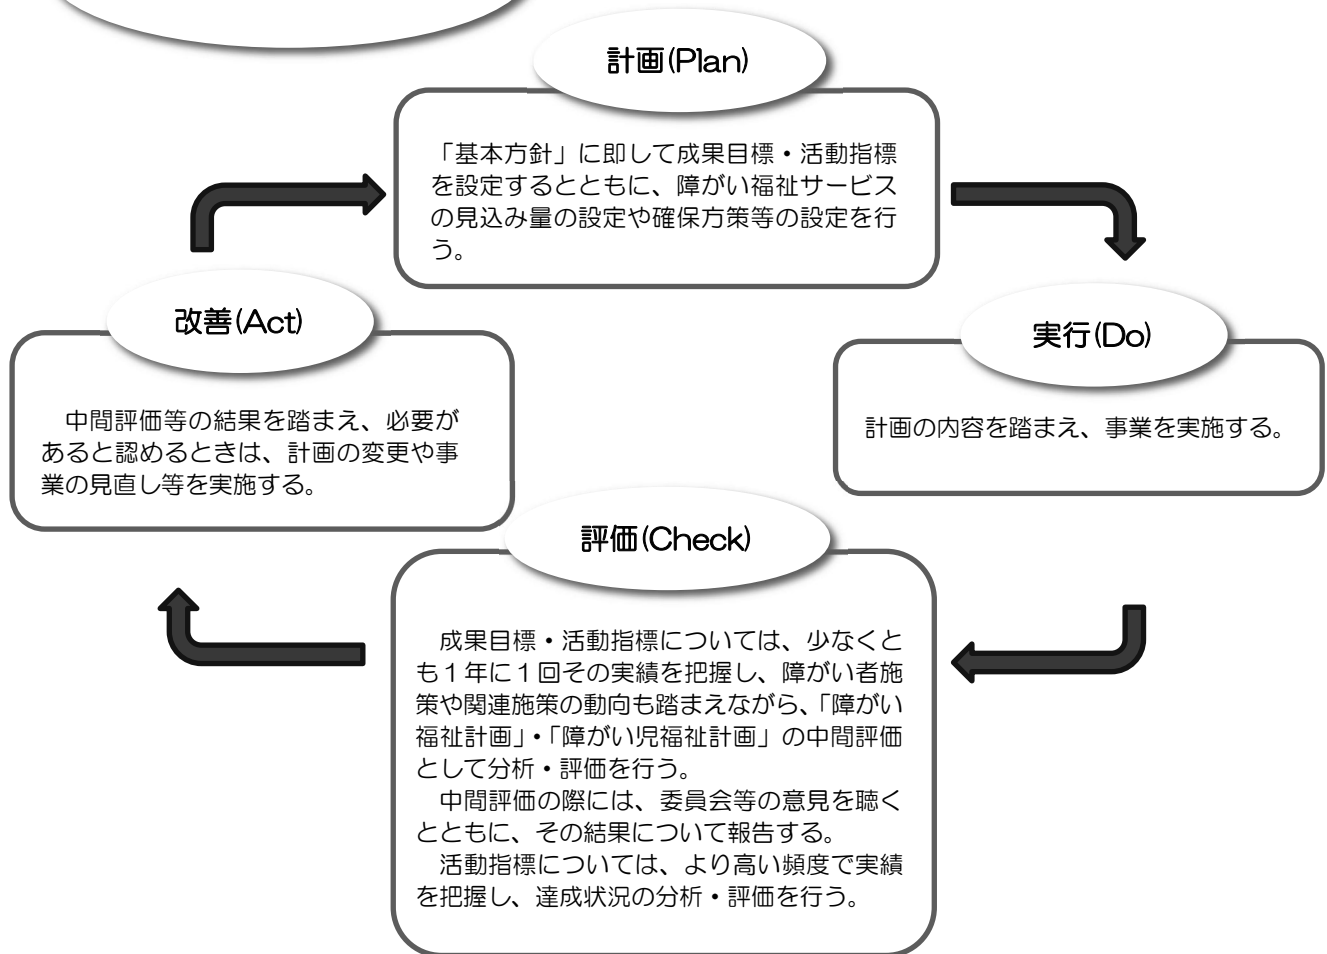 計画(Plan)
「基本方針」に即して成果目標・活動指標
を設定するとともに、障がい福祉サービス
の見込み量の設定や確保方策等の設定を行
う。
改善(Act)
中間評価等の結果を踏まえ、必要が
あると認めるときは、計画の変更や事
業の見直し等を実施する。
実行(Do)
計画の内容を踏まえ、事業を実施する。
評価(Check)
成果目標・活動指標については、少なくと
も１年に１回その実績を把握し、障がい者施
策や関連施策の動向も踏まえながら、「障がい
福祉計画」・「障がい児福祉計画」の中間評価
として分析・評価を行う。
中間評価の際には、委員会等の意見を聴く
とともに、その結果について報告する。
活動指標については、より高い頻度で実績
を把握し、達成状況の分析・評価を行う。